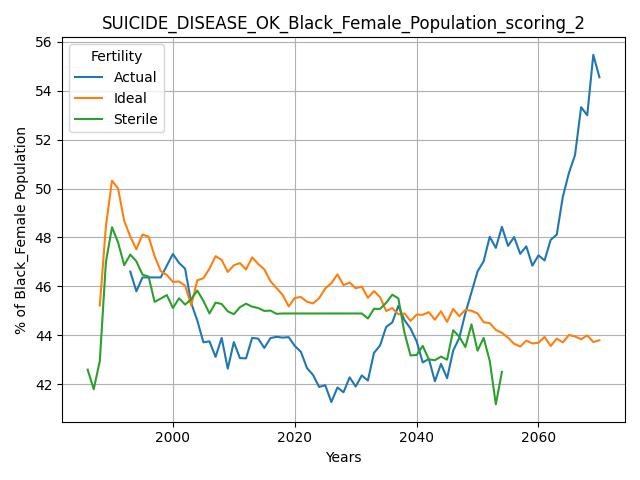 SUICIDE_DISEASE_OK_Black_Female_Population_scoring_2
% of Black_Female Population
56
54
52
50
48
46
44
42
Fertility
Actual
Ideal
Sterile
2000
2020
2040
2060
Years